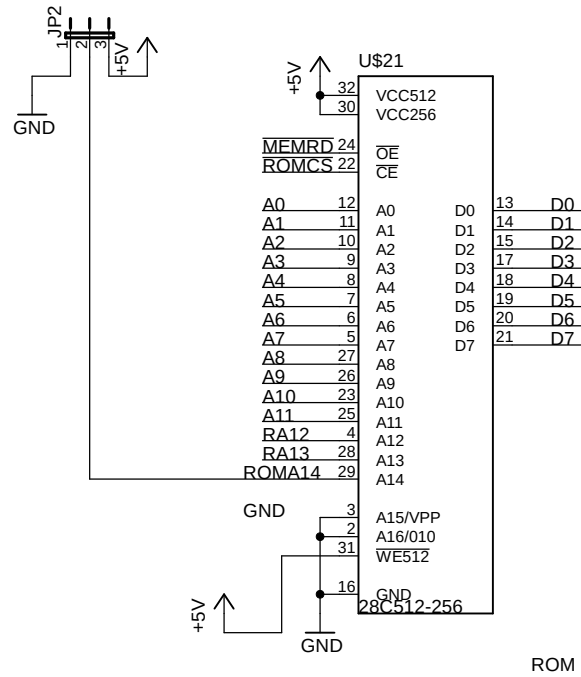 JP2
1
2
3
+5V
GND
+5V
U$21
32 VCC512
30 VCC256
MEMRD 24 OE
ROMCS 22 CE
A0 12 A0 D0 13 D0
A1 11 A1 D1 14 D1
A2 10 A2 D2 15 D2
A3 9 A3 D3 17 D3
A4 8 A4 D4 18 D4
A5 7 A5 D5 19 D5
A6 6 A6 D6 20 D6
A7 5 A7 D7 21 D7
A8 27 A8
A9 26 A9
A10 23 A10
A11 25 A11
RA12 4 A12
RA13 28 A13
ROMA14 29 A14
GND
3 A15/VPP
2 A16/010
31 WE512
16 GND
28C512-256
+5V
GND
ROM